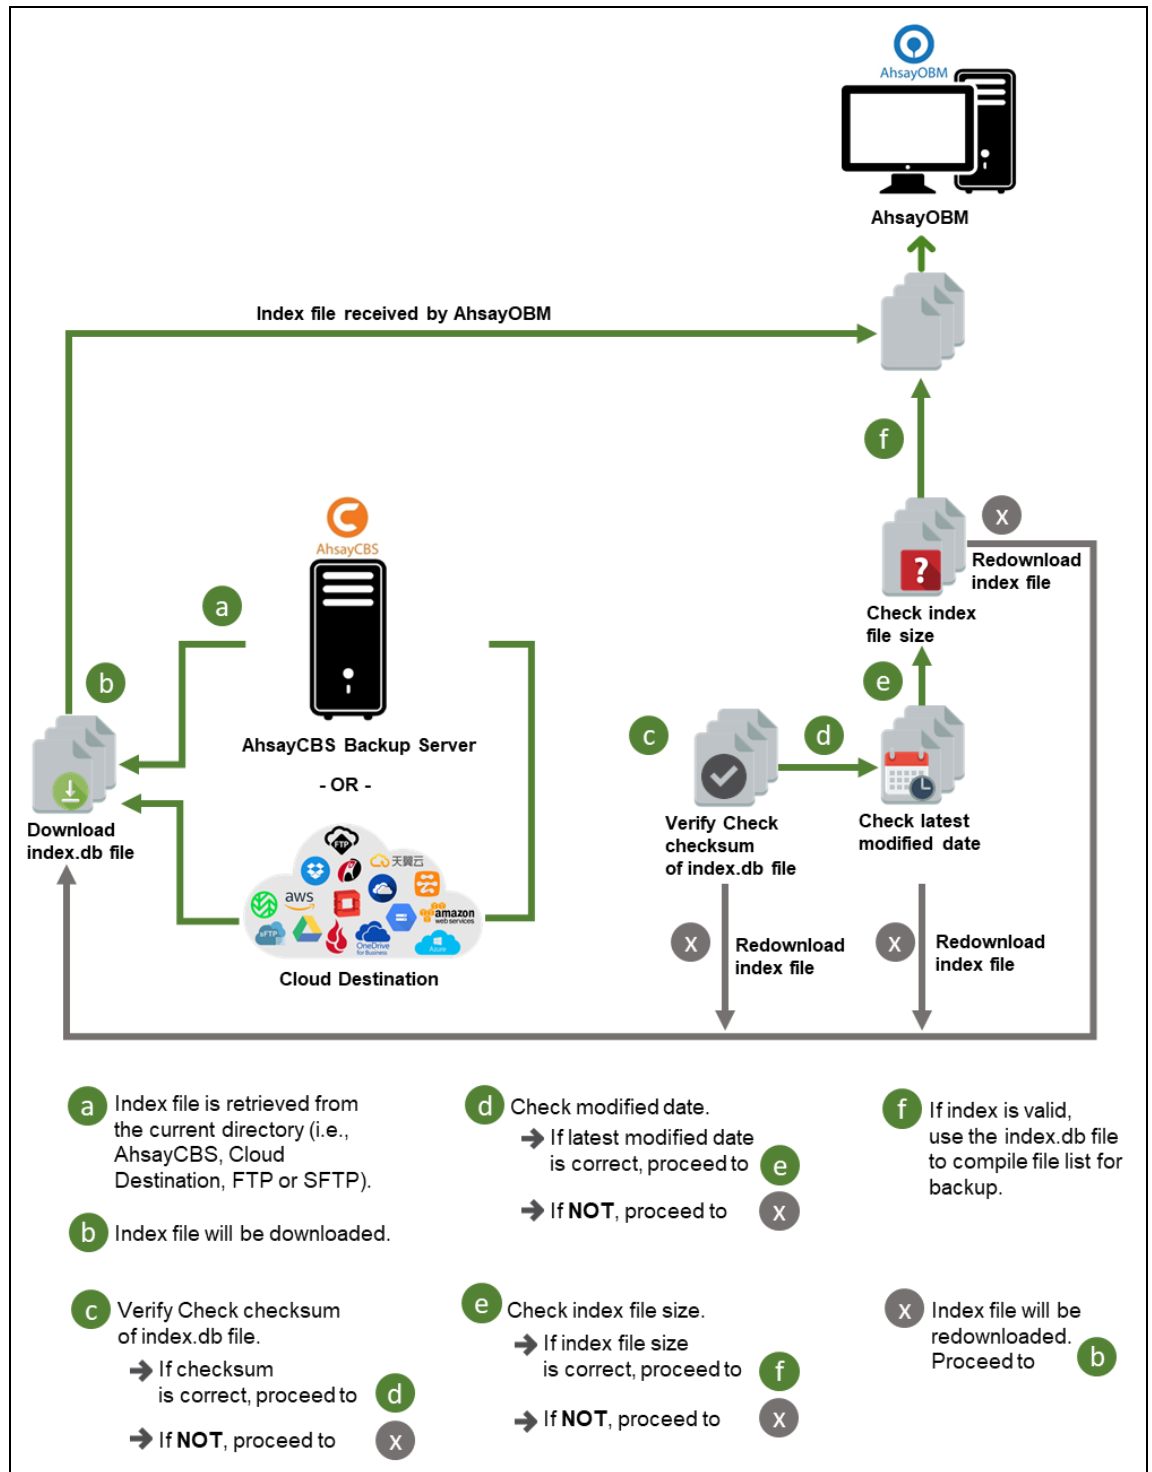 AhsayOBM
AhsayOBM
Index file received by AhsayOBM
f
x
Redownload
index file
AhsayCBS
a
Check index
file size
b
e
c
d
AhsayCBS Backup Server
- OR -
Download
index.db file
Verify Check
checksum
of index.db file
Check latest
modified date
FTP
天翼云
aws
amazon
web services
sFTP
OneDrive
for Business
Azure
Cloud Destination
x
Redownload
index file
x
Redownload
index file
a
Index file is retrieved from
the current directory (i.e.,
AhsayCBS, Cloud
Destination, FTP or SFTP).
b
Index file will be downloaded.
c
Verify Check checksum
of index.db file.
If checksum
is correct, proceed to d
If NOT, proceed to x
d
Check modified date.
If latest modified date
is correct, proceed to e
If NOT, proceed to x
e
Check index file size.
If index file size
is correct, proceed to f
If NOT, proceed to x
f
If index is valid,
use the index.db file
to compile file list for
backup.
x
Index file will be
redownloaded.
Proceed to b